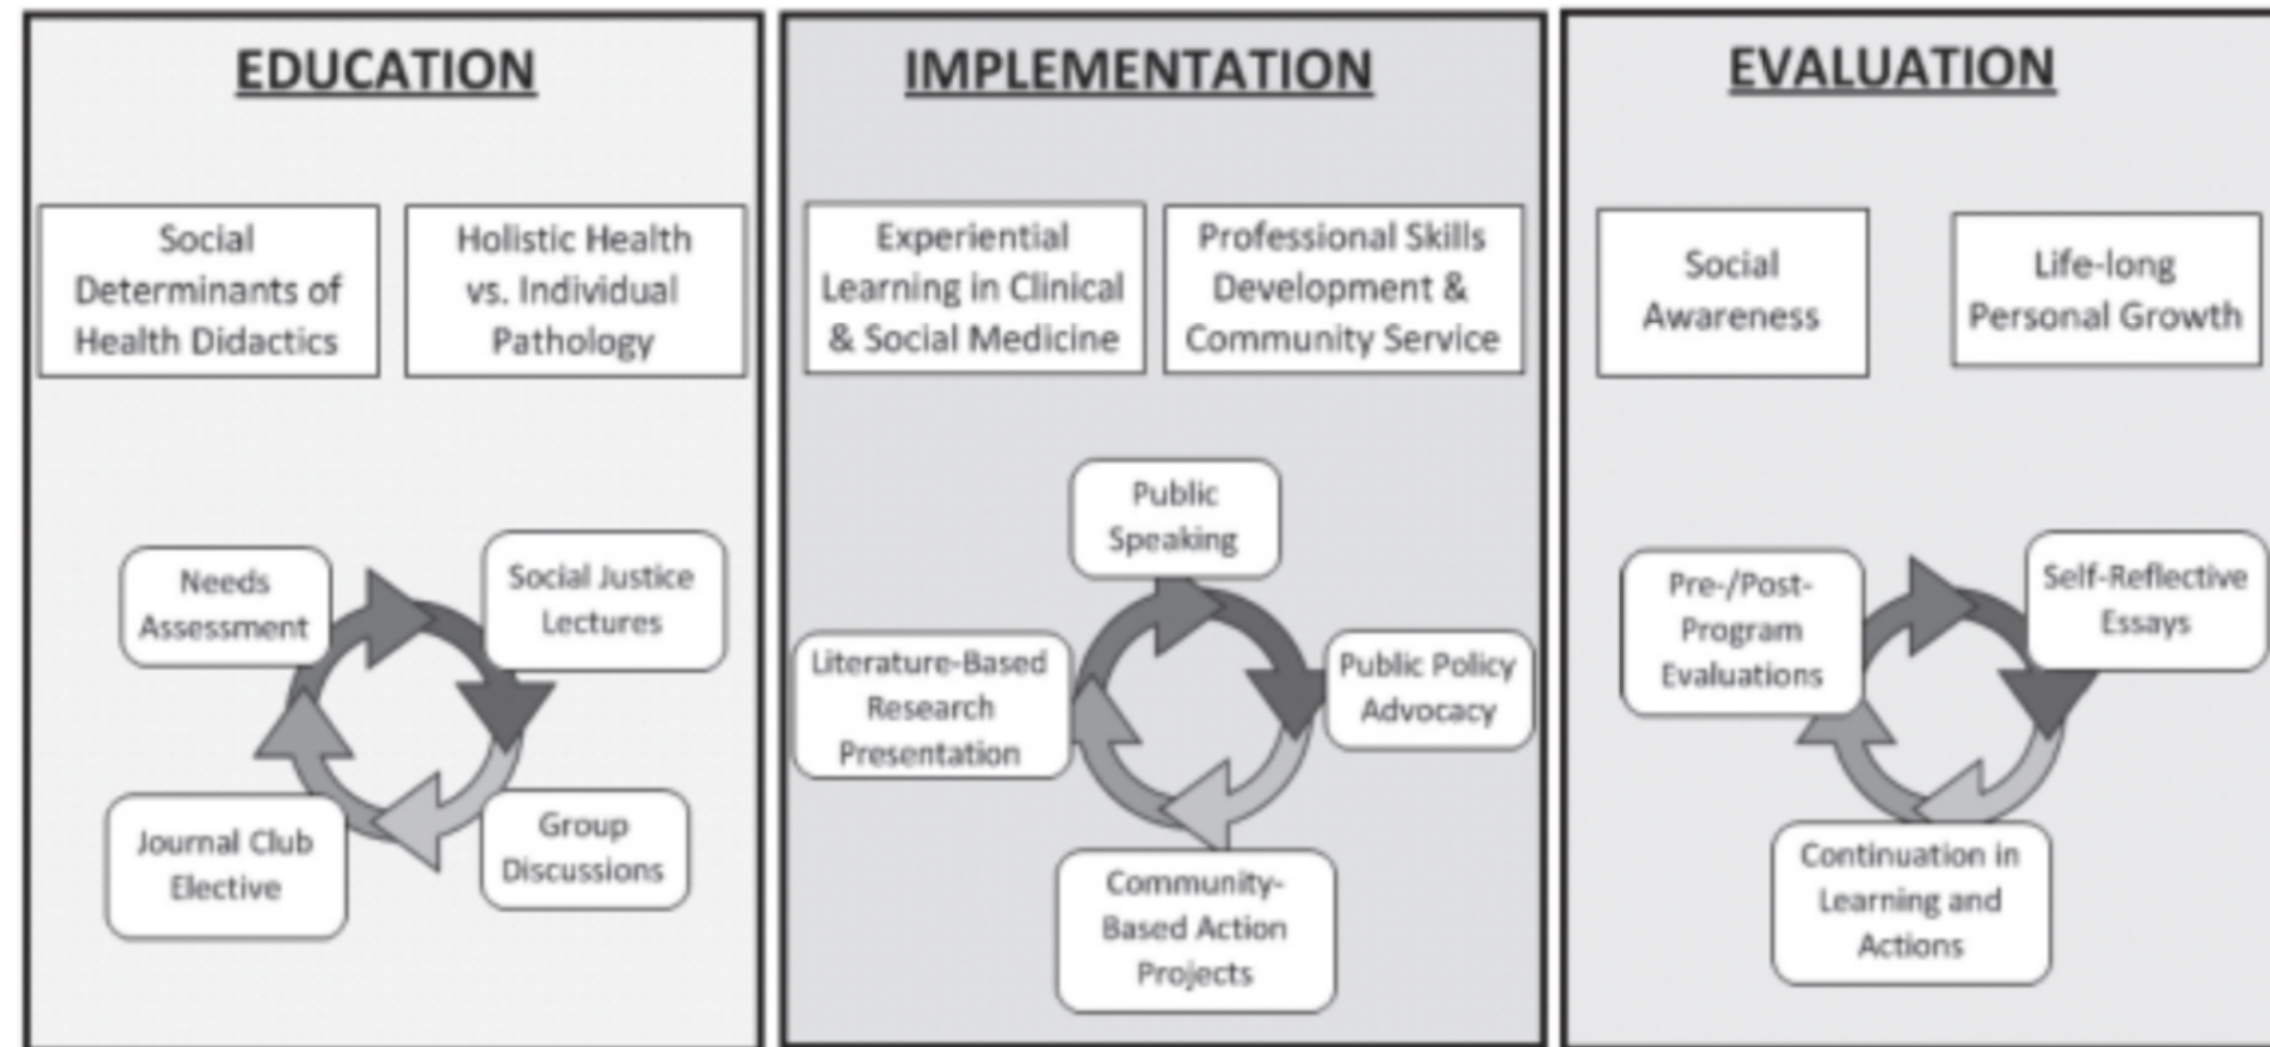 EDUCATION
Social
Determinants of
Health Didactics
Holistic Health
vs. Individual
Pathology
Needs
Assessment
Social Justice
Lectures
Journal Club
Elective
Group
Discussions
IMPLEMENTATION
Experiential
Learning in Clinical
& Social Medicine
Professional Skills
Development &
Community Service
Public
Speaking
Literature-Based
Research
Presentation
Public Policy
Advocacy
Community-
Based Action
Projects
EVALUATION
Social
Awareness
Life-long
Personal Growth
Pre-/Post-
Program
Evaluations
Self-Reflective
Essays
Continuation in
Learning and
Actions